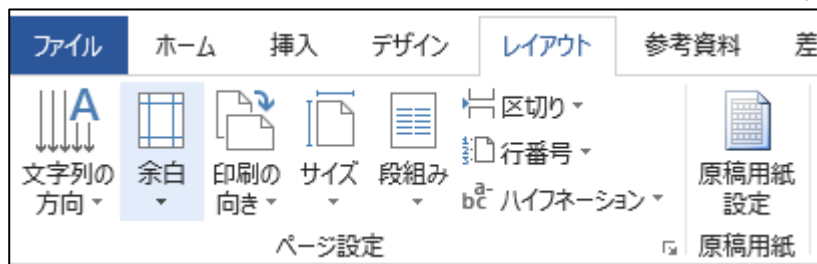 ファイル ホーム 挿入 デザイン レイアウト 参考資料 差
文字列の方向 余白 印刷の向き サイズ 段組み
区切り
行番号
ハイフネーション
原稿用紙設定
ページ設定 原稿用紙